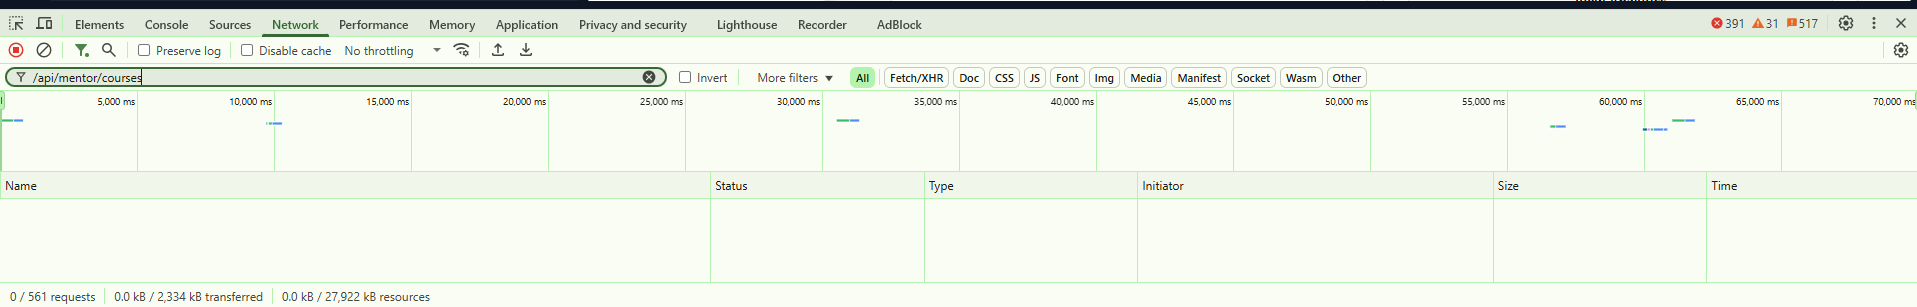 Elements Console Sources Network Performance Memory Application Privacy and security Lighthouse Recorder AdBlock 391 31 517
Preserve log Disable cache No throttling
/api/mentor/courses Invert More filters All Fetch/XHR Doc CSS JS Font Img Media Manifest Socket Wasm Other
5,000 ms 10,000 ms 15,000 ms 20,000 ms 25,000 ms 30,000 ms 35,000 ms 40,000 ms 45,000 ms 50,000 ms 55,000 ms 60,000 ms 65,000 ms 70,000 ms
Name Status Type Initiator Size Time
0 / 561 requests 0.0 kB / 2,334 kB transferred 0.0 kB / 27,922 kB resources